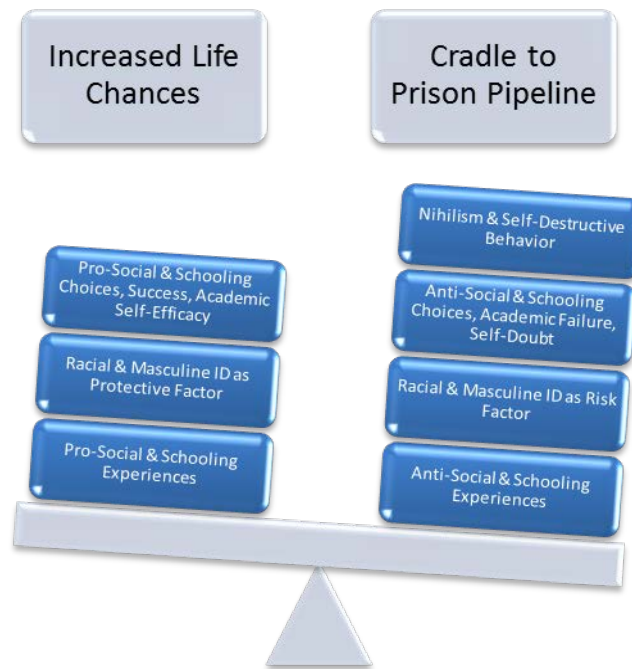 Increased Life
Chances
Cradle to
Prison Pipeline
Nihilism & Self-Destructive
Behavior
Pro-Social & Schooling
Choices, Success, Academic
Self-Efficacy
Anti-Social & Schooling
Choices, Academic Failure,
Self-Doubt
Racial & Masculine ID as
Protective Factor
Racial & Masculine ID as Risk
Factor
Pro-Social & Schooling
Experiences
Anti-Social & Schooling
Experiences